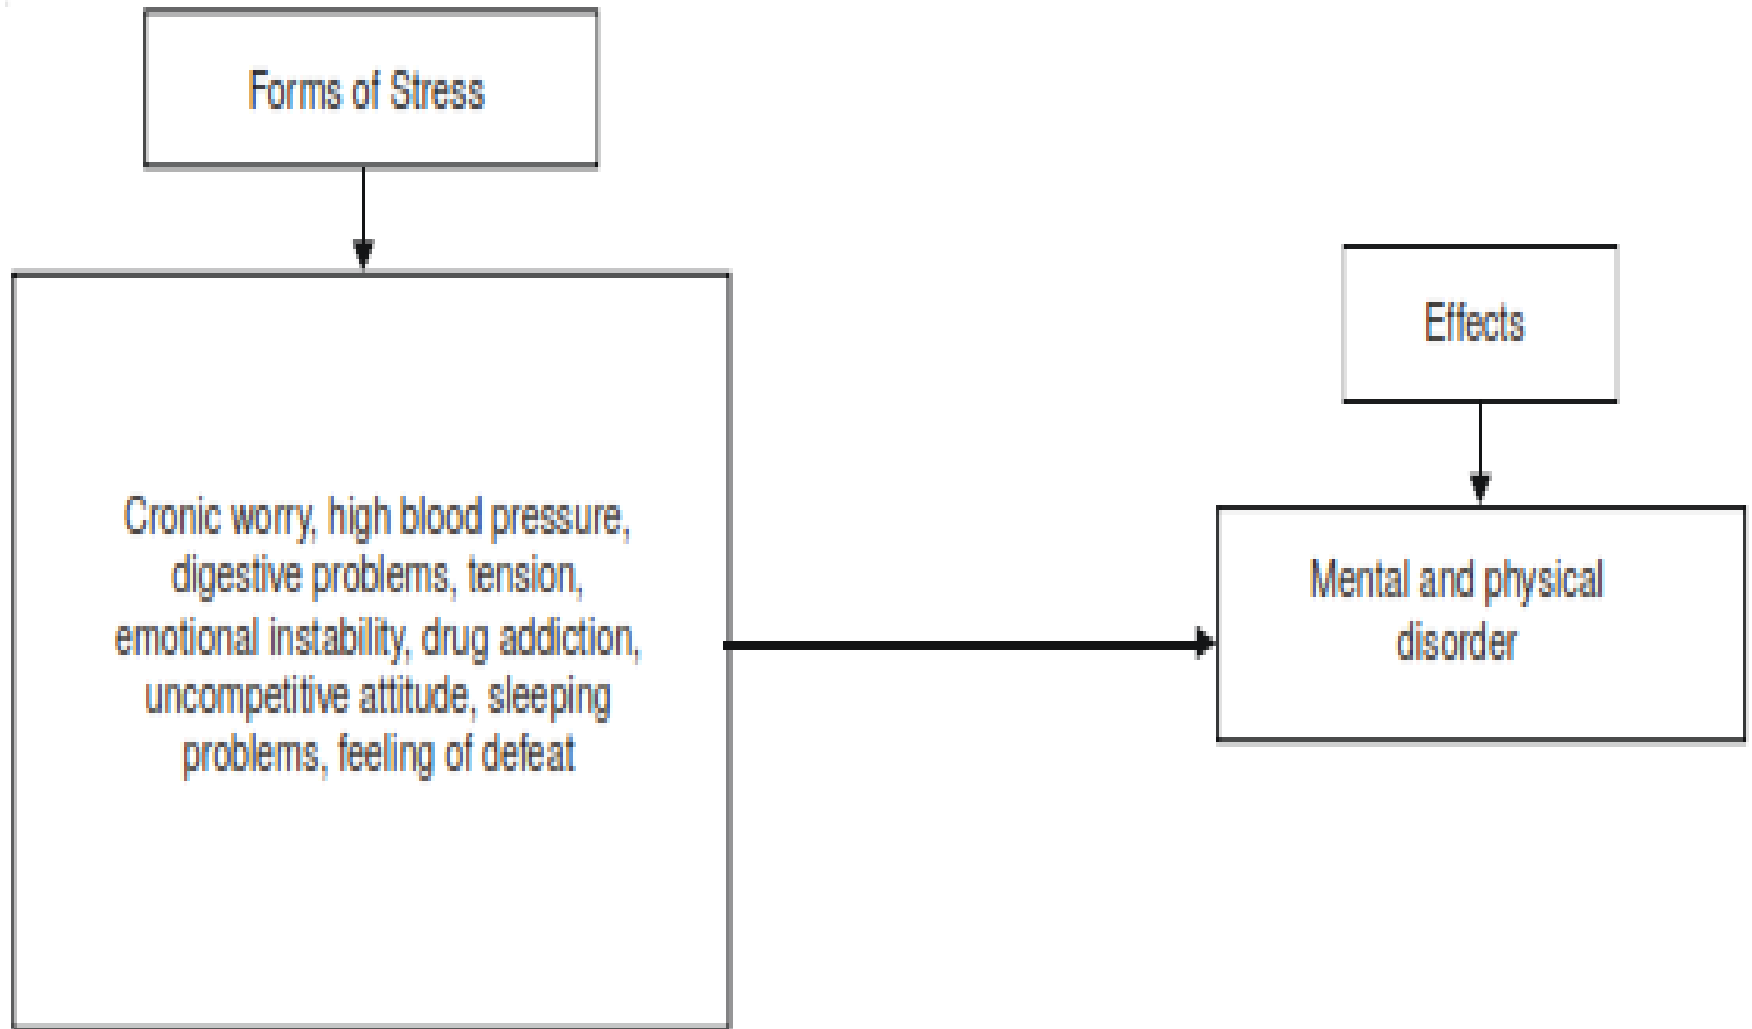 Forms of Stress
Cronic worry, high blood pressure,
digestive problems, tension,
emotional instability, drug addiction,
uncompetitive attitude, sleeping
problems, feeling of defeat
Effects
Mental and physical
disorder